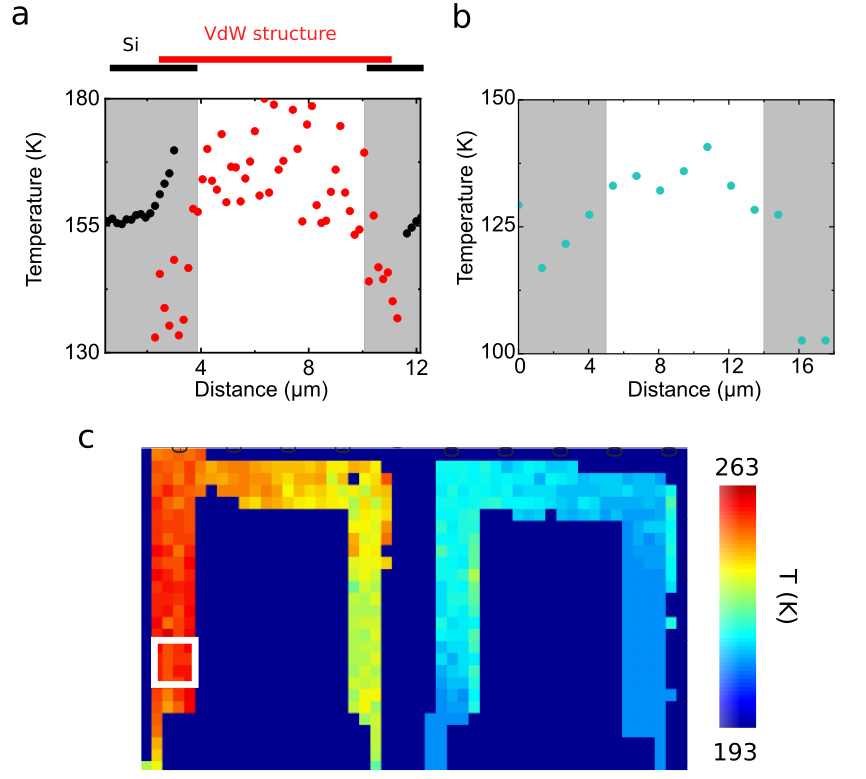 a
b
VdW structure
Si
180
155
130
Temperature (K)
4
8
12
Distance (µm)
150
125
100
Temperature (K)
0
4
8
12
16
Distance (µm)
c
263
T (K)
193